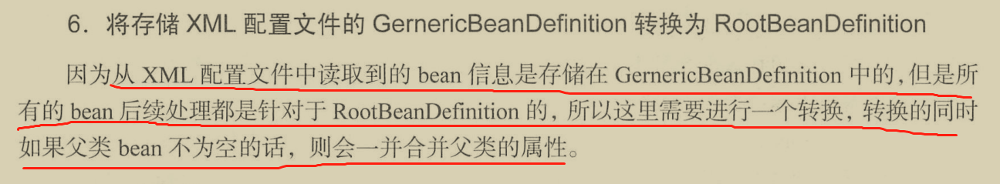 6．将存储 XML 配置文件的 GernericBeanDefinition 转换为 RootBeanDefinition
因为从 XML 配置文件中读取到的 bean 信息是存储在 GernericBeanDefinition 中的，但是所
有的 bean 后续处理都是针对于 RootBeanDefinition 的，所以这里需要进行一个转换，转换的同时
如果父类 bean 不为空的话，则会一并合并父类的属性。